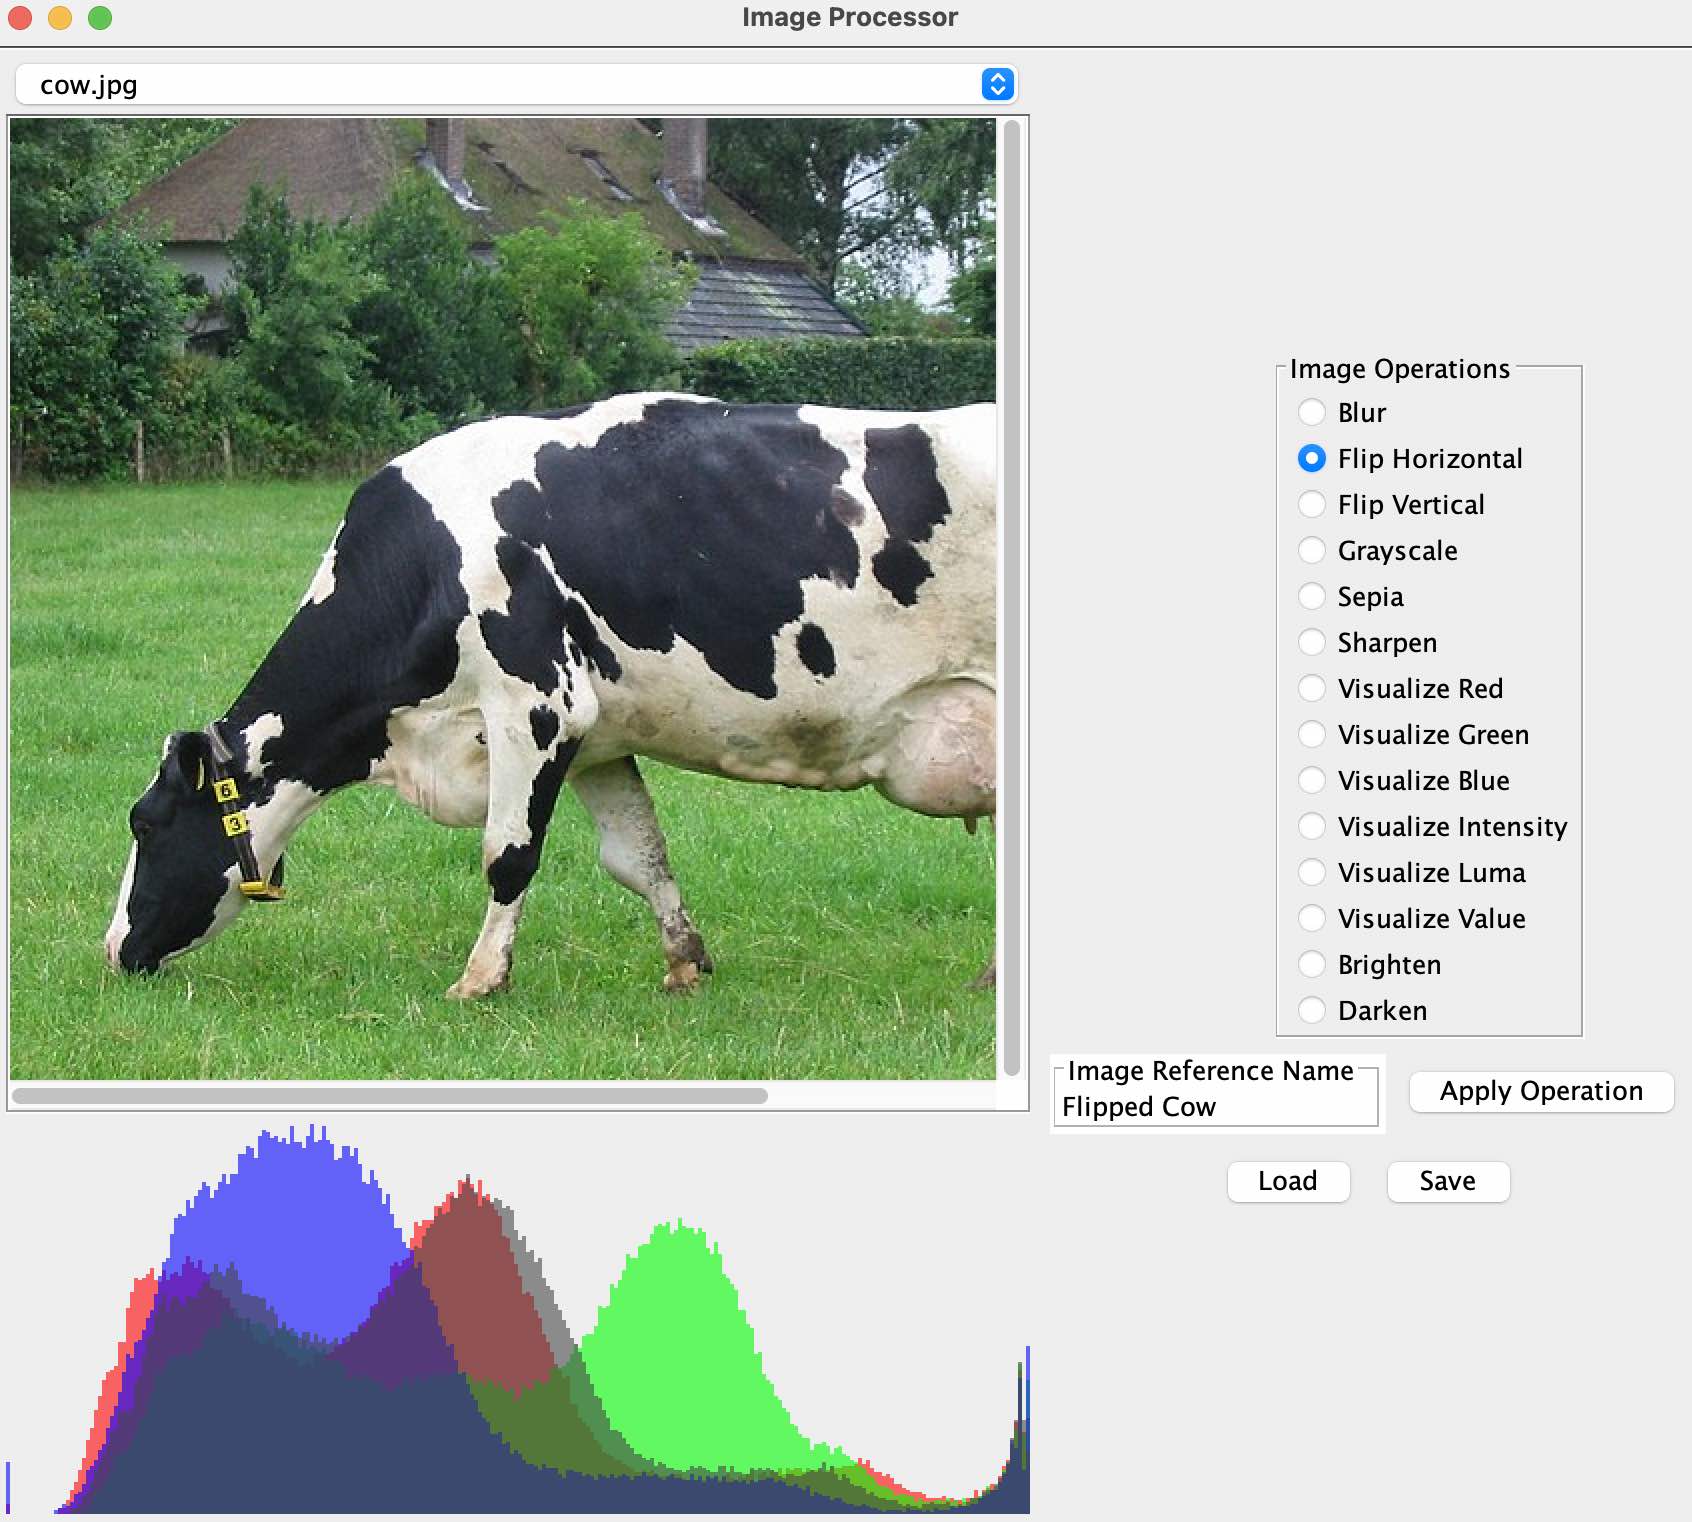 Image Processor
cow.jpg
6
3
Image Operations
Blur
Flip Horizontal
Flip Vertical
Grayscale
Sepia
Sharpen
Visualize Red
Visualize Green
Visualize Blue
Visualize Intensity
Visualize Luma
Visualize Value
Brighten
Darken
Image Reference Name
Flipped Cow
Apply Operation
Load
Save